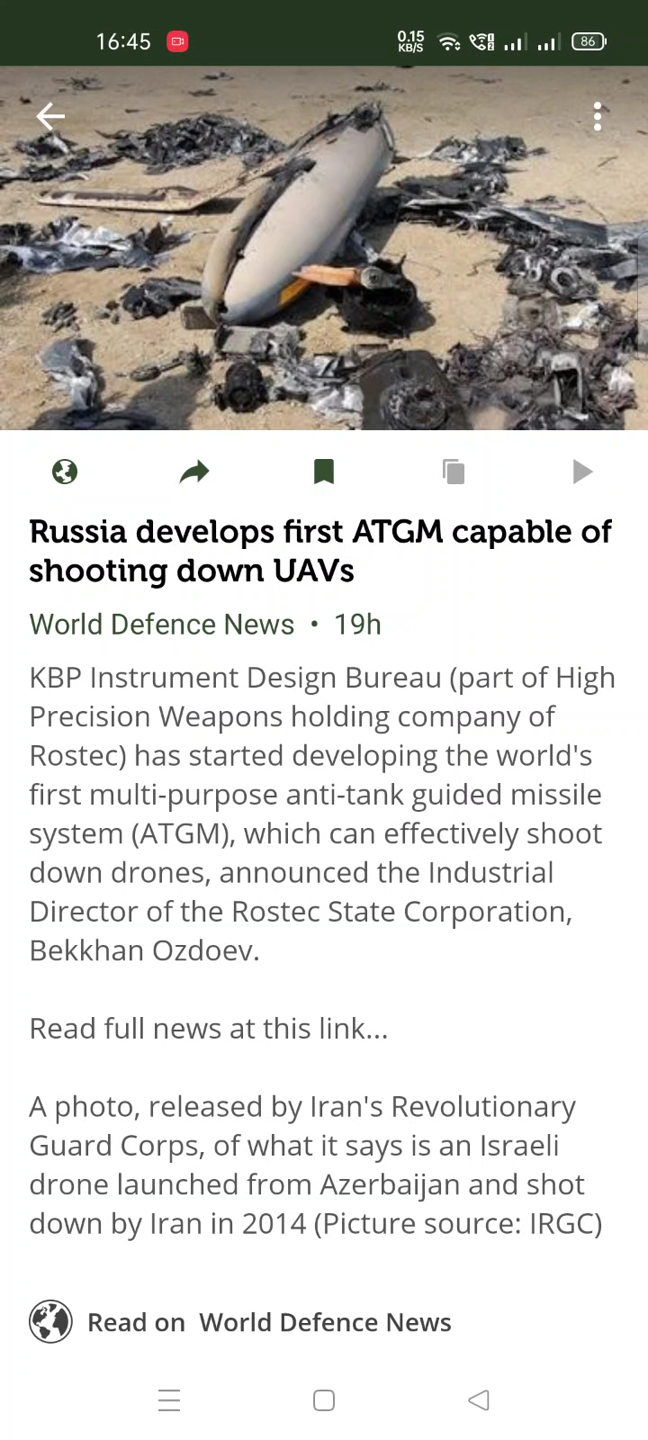 16:45
0.15
KB/S
86
Russia develops first ATGM capable of
shooting down UAVs
World Defence News • 19h
KBP Instrument Design Bureau (part of High
Precision Weapons holding company of
Rostec) has started developing the world's
first multi-purpose anti-tank guided missile
system (ATGM), which can effectively shoot
down drones, announced the Industrial
Director of the Rostec State Corporation,
Bekkhan Ozdoev.
Read full news at this link...
A photo, released by Iran's Revolutionary
Guard Corps, of what it says is an Israeli
drone launched from Azerbaijan and shot
down by Iran in 2014 (Picture source: IRGC)
Read on World Defence News